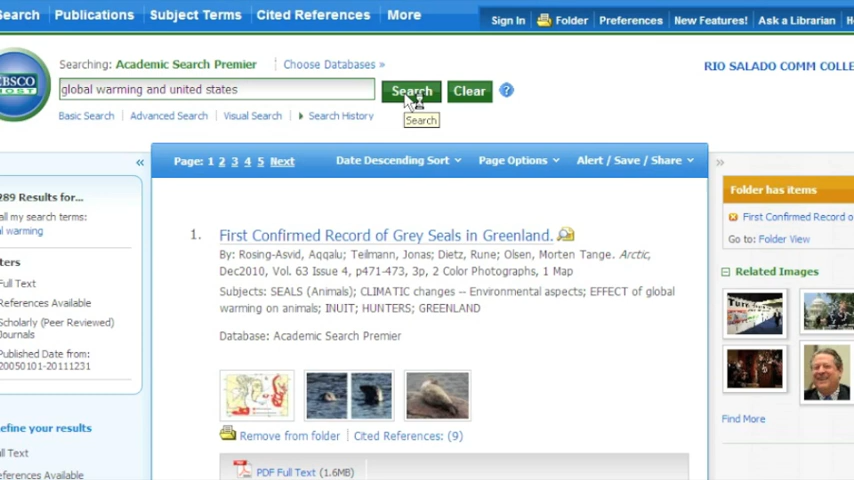 Search Publications Subject Terms Cited References More
Sign In Folder Preferences New Features! Ask a Librarian
Searching: Academic Search Premier Choose Databases »
RIO SALADO COMM COLLE
EBSCO
HOST
global warming and united states
Search Clear ?
Search
Basic Search Advanced Search Visual Search Search History
« Page: 1 2 3 4 5 Next Date Descending Sort Page Options Alert / Save / Share »
289 Results for...
all my search terms:
al warming
ters
Full Text
References Available
Scholarly (Peer Reviewed)
Journals
Published Date from:
20050101-20111231
efine your results
ll Text
eferences Available
1. First Confirmed Record of Grey Seals in Greenland.
By: Rosing-Asvid, Aqqalu; Teilmann, Jonas; Dietz, Rune; Olsen, Morten Tange. Arctic,
Dec2010, Vol. 63 Issue 4, p471-473, 3p, 2 Color Photographs, 1 Map
Subjects: SEALS (Animals); CLIMATIC changes -- Environmental aspects; EFFECT of global
warming on animals; INUIT; HUNTERS; GREENLAND
Database: Academic Search Premier
Remove from folder Cited References: (9)
PDF Full Text (1.6MB)
Folder has items
First Confirmed Record o
Go to: Folder View
Related Images
Find More